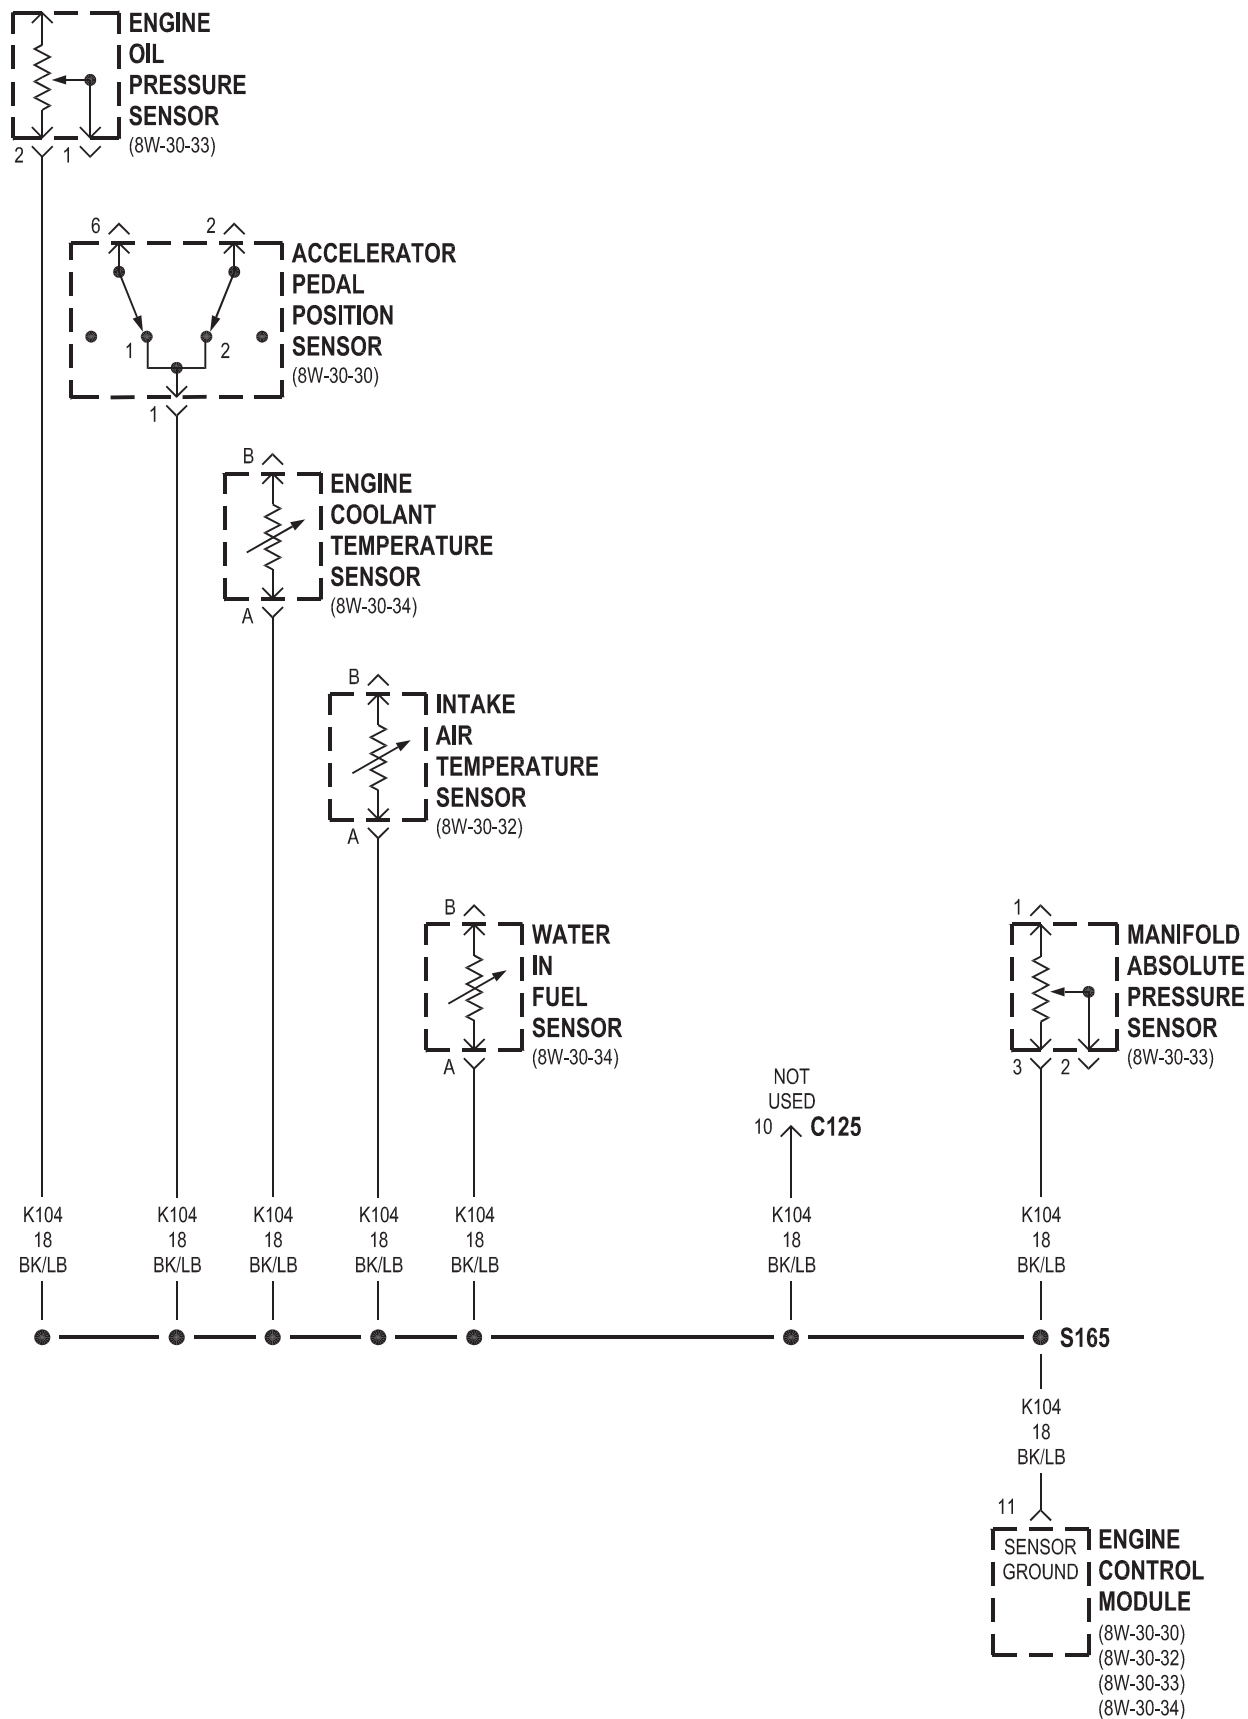 ENGINE
OIL
PRESSURE
SENSOR
(8W-30-33)
2 1
6 2
ACCELERATOR
PEDAL
POSITION
SENSOR
(8W-30-30)
1 2
1
B
ENGINE
COOLANT
TEMPERATURE
SENSOR
(8W-30-34)
A
B
INTAKE
AIR
TEMPERATURE
SENSOR
(8W-30-32)
A
B
WATER
IN
FUEL
SENSOR
(8W-30-34)
A
1
MANIFOLD
ABSOLUTE
PRESSURE
SENSOR
(8W-30-33)
3 2
NOT
USED
10 C125
K104 K104 K104 K104 K104 K104 K104
18 18 18 18 18 18 18
BK/LB BK/LB BK/LB BK/LB BK/LB BK/LB BK/LB
S165
K104
18
BK/LB
11
SENSOR
GROUND
ENGINE
CONTROL
MODULE
(8W-30-30)
(8W-30-32)
(8W-30-33)
(8W-30-34)